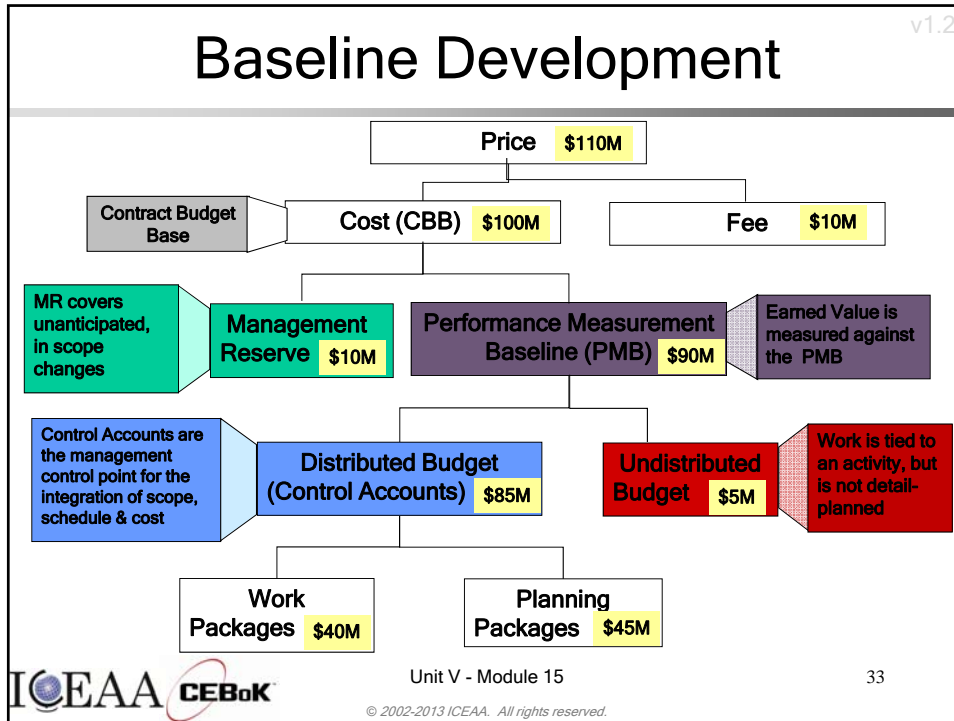 v1.2
Baseline Development
Price $110M
Contract Budget
Base
Cost (CBB) $100M
Fee $10M
MR covers
unanticipated,
in scope
changes
Management
Reserve $10M
Performance Measurement
Baseline (PMB) $90M
Earned Value is
measured against
the PMB
Control Accounts are
the management
control point for the
integration of scope,
schedule & cost
Distributed Budget
(Control Accounts) $85M
Undistributed
Budget $5M
Work is tied to
an activity, but
is not detail-
planned
Work
Packages $40M
Planning
Packages $45M
ICEAA CEBoK
Unit V - Module 15
33
© 2002-2013 ICEAA. All rights reserved.